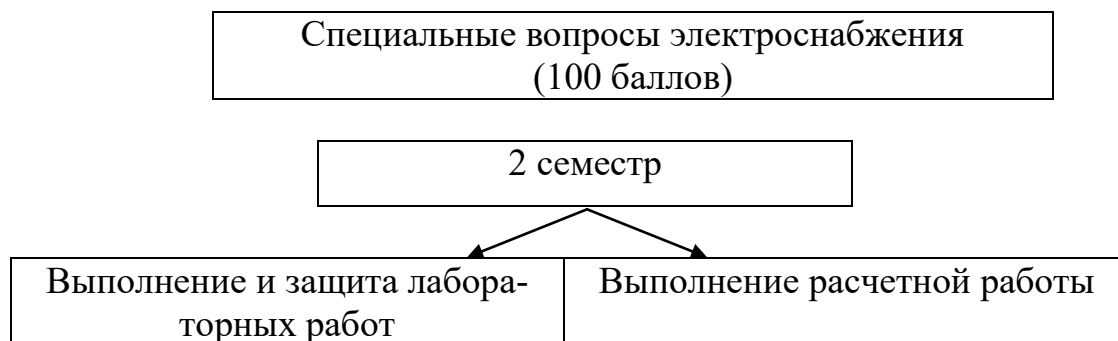 Специальные вопросы электроснабжения
(100 баллов)
2 семестр
Выполнение и защита лабора-
торных работ
Выполнение расчетной работы